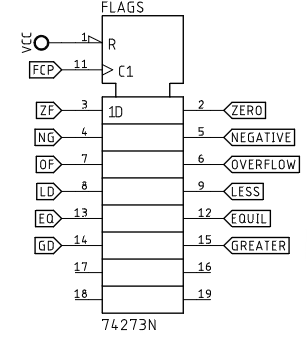 FLAGS
VCC 1 R
FCP 11 C1
ZF 3 1D 2 ZERO
NG 4 5 NEGATIVE
OF 7 6 OVERFLOW
LD 8 9 LESS
EQ 13 12 EQUIL
GD 14 15 GREATER
17 16
18 19
74273N